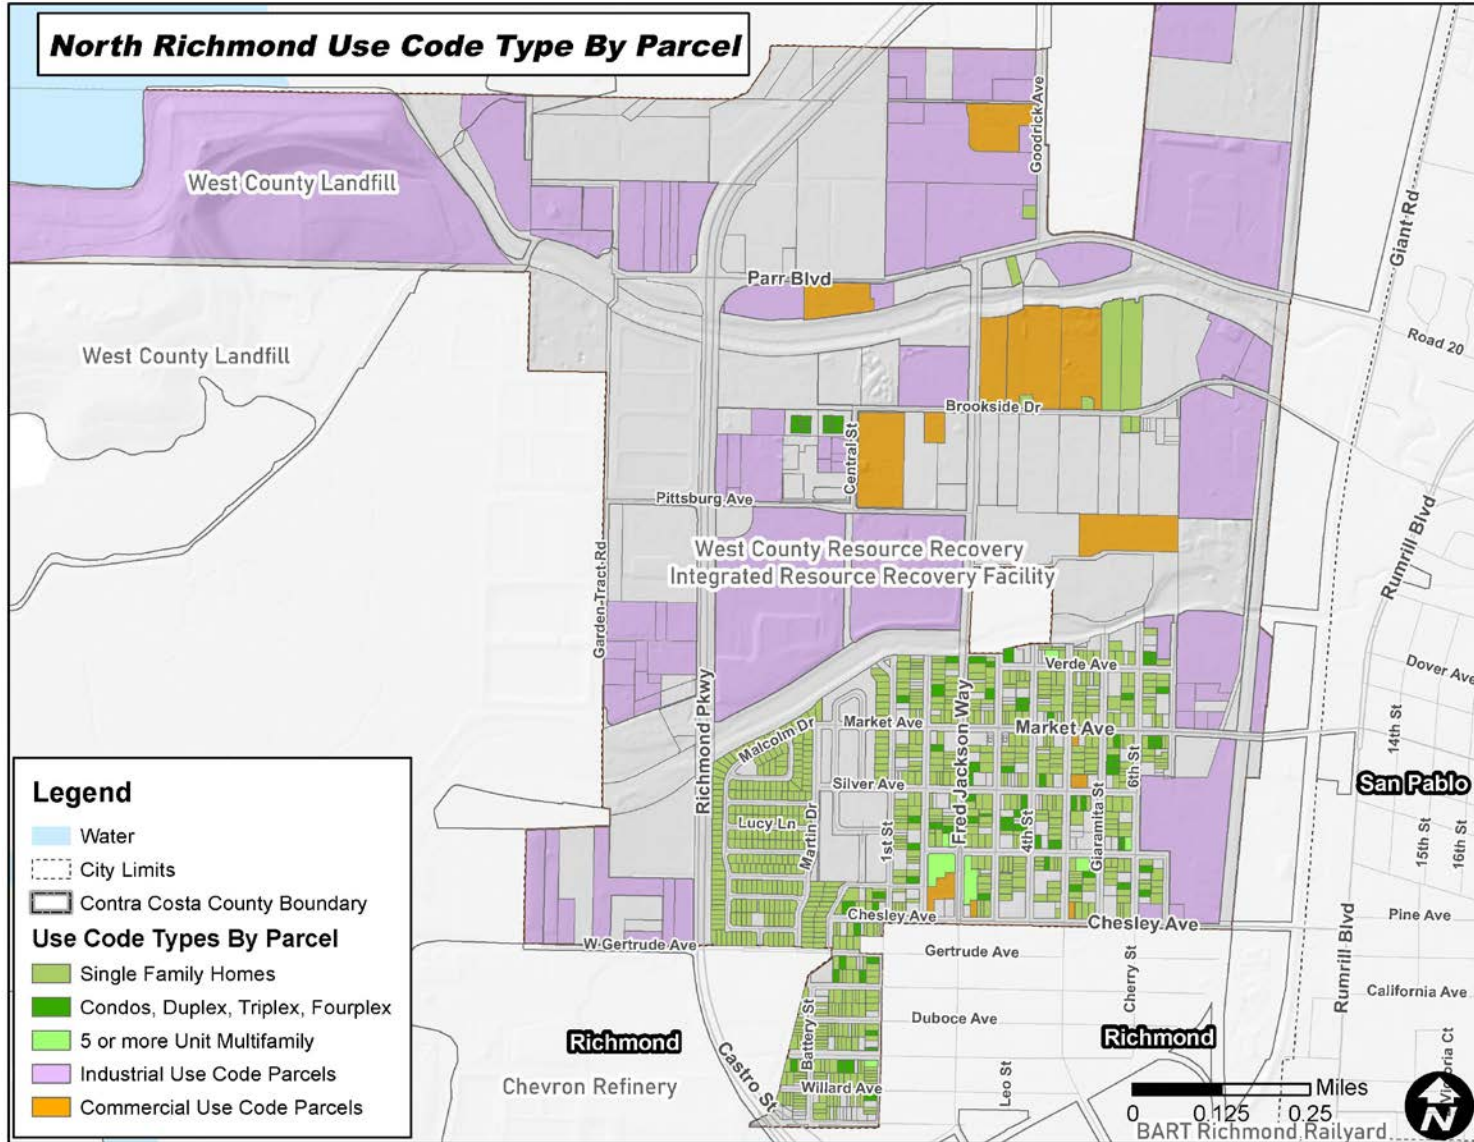 North Richmond Use Code Type By Parcel
West County Landfill
Goodrick Ave
Giant Rd
Parr Blvd
West County Landfill
Road 20
Brookside Dr
Central St
Pittsburg Ave
Rumrill Blvd
West County Resource Recovery
Integrated Resource Recovery Facility
Garden Tract Rd
Richmond Pkwy
Fred Jackson Way
Verde Ave
Dover Ave
Malcolm Dr
Market Ave
Market Ave
14th St
6th St
San Pablo
Silver Ave
Lucy Ln
Martin Dr
1st St
4th St
Giaramita St
15th St
16th St
Chesley Ave
Chesley Ave
Pine Ave
W Gertrude Ave
Gertrude Ave
Cherry St
Rumrill Blvd
California Ave
Battery St
Duboce Ave
Richmond
Richmond
Castro St
Chevron Refinery
Willard Ave
Leo St
Victoria Ct
Legend
Water
City Limits
Contra Costa County Boundary
Use Code Types By Parcel
Single Family Homes
Condos, Duplex, Triplex, Fourplex
5 or more Unit Multifamily
Industrial Use Code Parcels
Commercial Use Code Parcels
Miles
0 0.125 0.25
BART Richmond Railyard
N